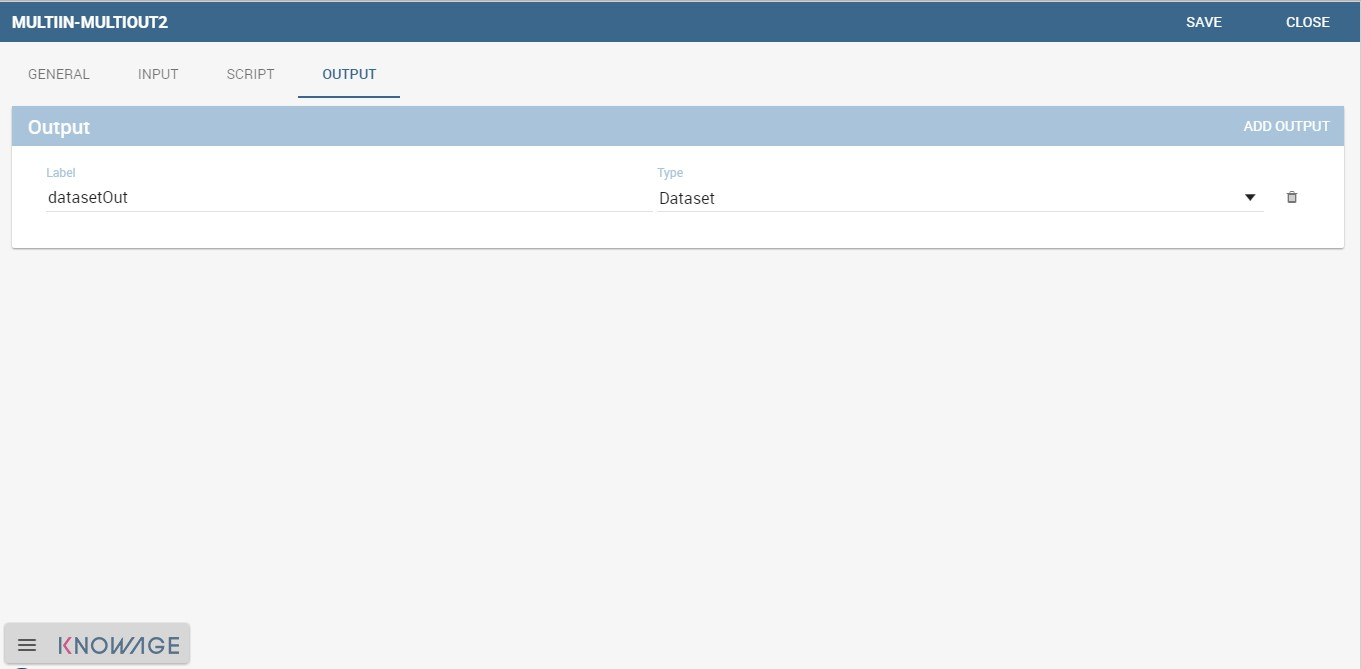 MULTIIN-MULTIOUT2 SAVE CLOSE
GENERAL INPUT SCRIPT OUTPUT
Output ADD OUTPUT
Label Type
datasetOut Dataset
KNOWAGE